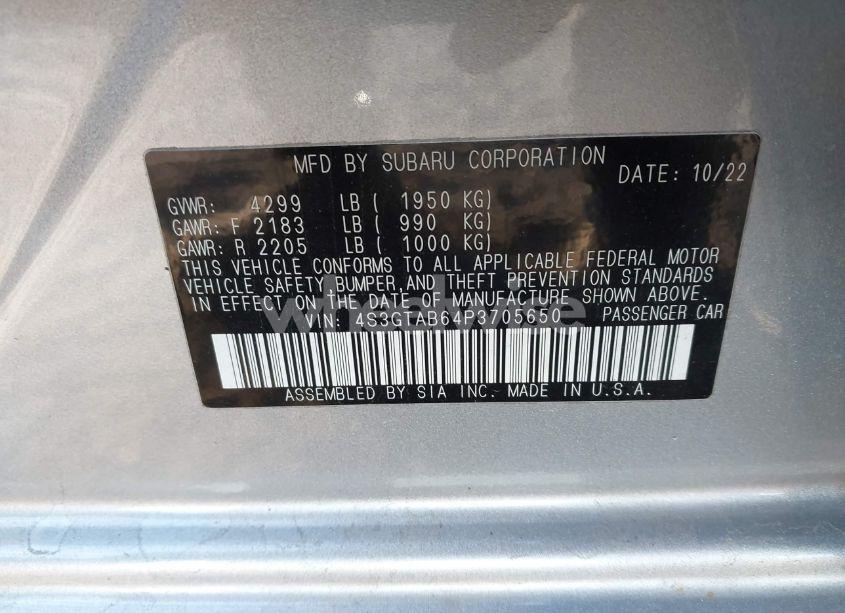 MFD BY SUBARU CORPORATION
DATE: 10/22
GVWR: 4299 LB ( 1950 KG)
GAWR: F 2183 LB ( 990 KG)
GAWR: R 2205 LB ( 1000 KG)
THIS VEHICLE CONFORMS TO ALL APPLICABLE FEDERAL MOTOR
VEHICLE SAFETY,BUMPER,AND THEFT PREVENTION STANDARDS
IN EFFECT ON THE DATE OF MANUFACTURE SHOWN ABOVE.
VIN: 4S3GTAB64P3705650 PASSENGER CAR
ASSEMBLED BY SIA INC. MADE IN U.S.A.